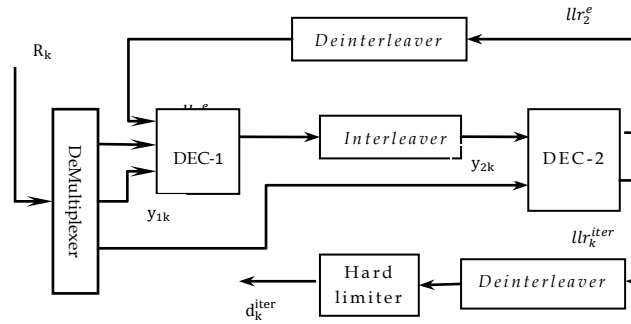 llr₂ᵉ
Deinterleaver
Rₖ
DEC-1
Interleaver
DEC-2
DeMultiplexer
y₁ₖ
y₂ₖ
llrₖⁱᵗᵉʳ
Hard
limiter
Deinterleaver
dₖⁱᵗᵉʳ